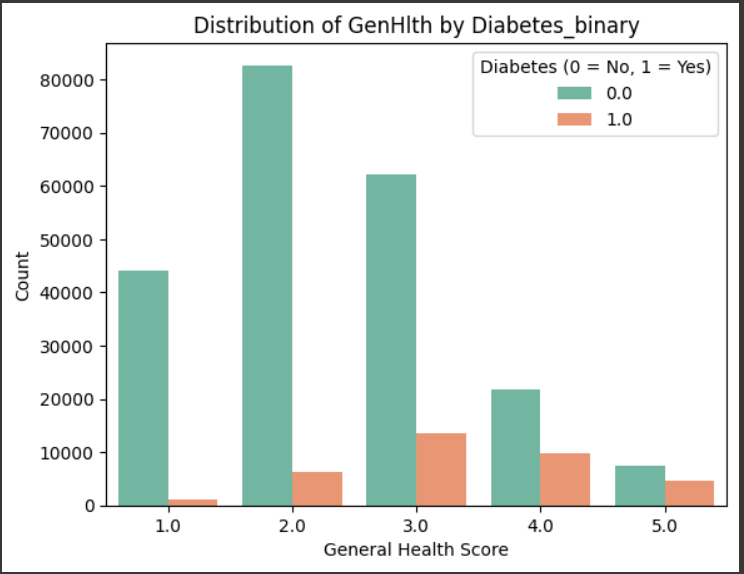 Distribution of GenHlth by Diabetes_binary
Diabetes (0 = No, 1 = Yes)
0.0
1.0
Count
80000
70000
60000
50000
40000
30000
20000
10000
0
1.0 2.0 3.0 4.0 5.0
General Health Score